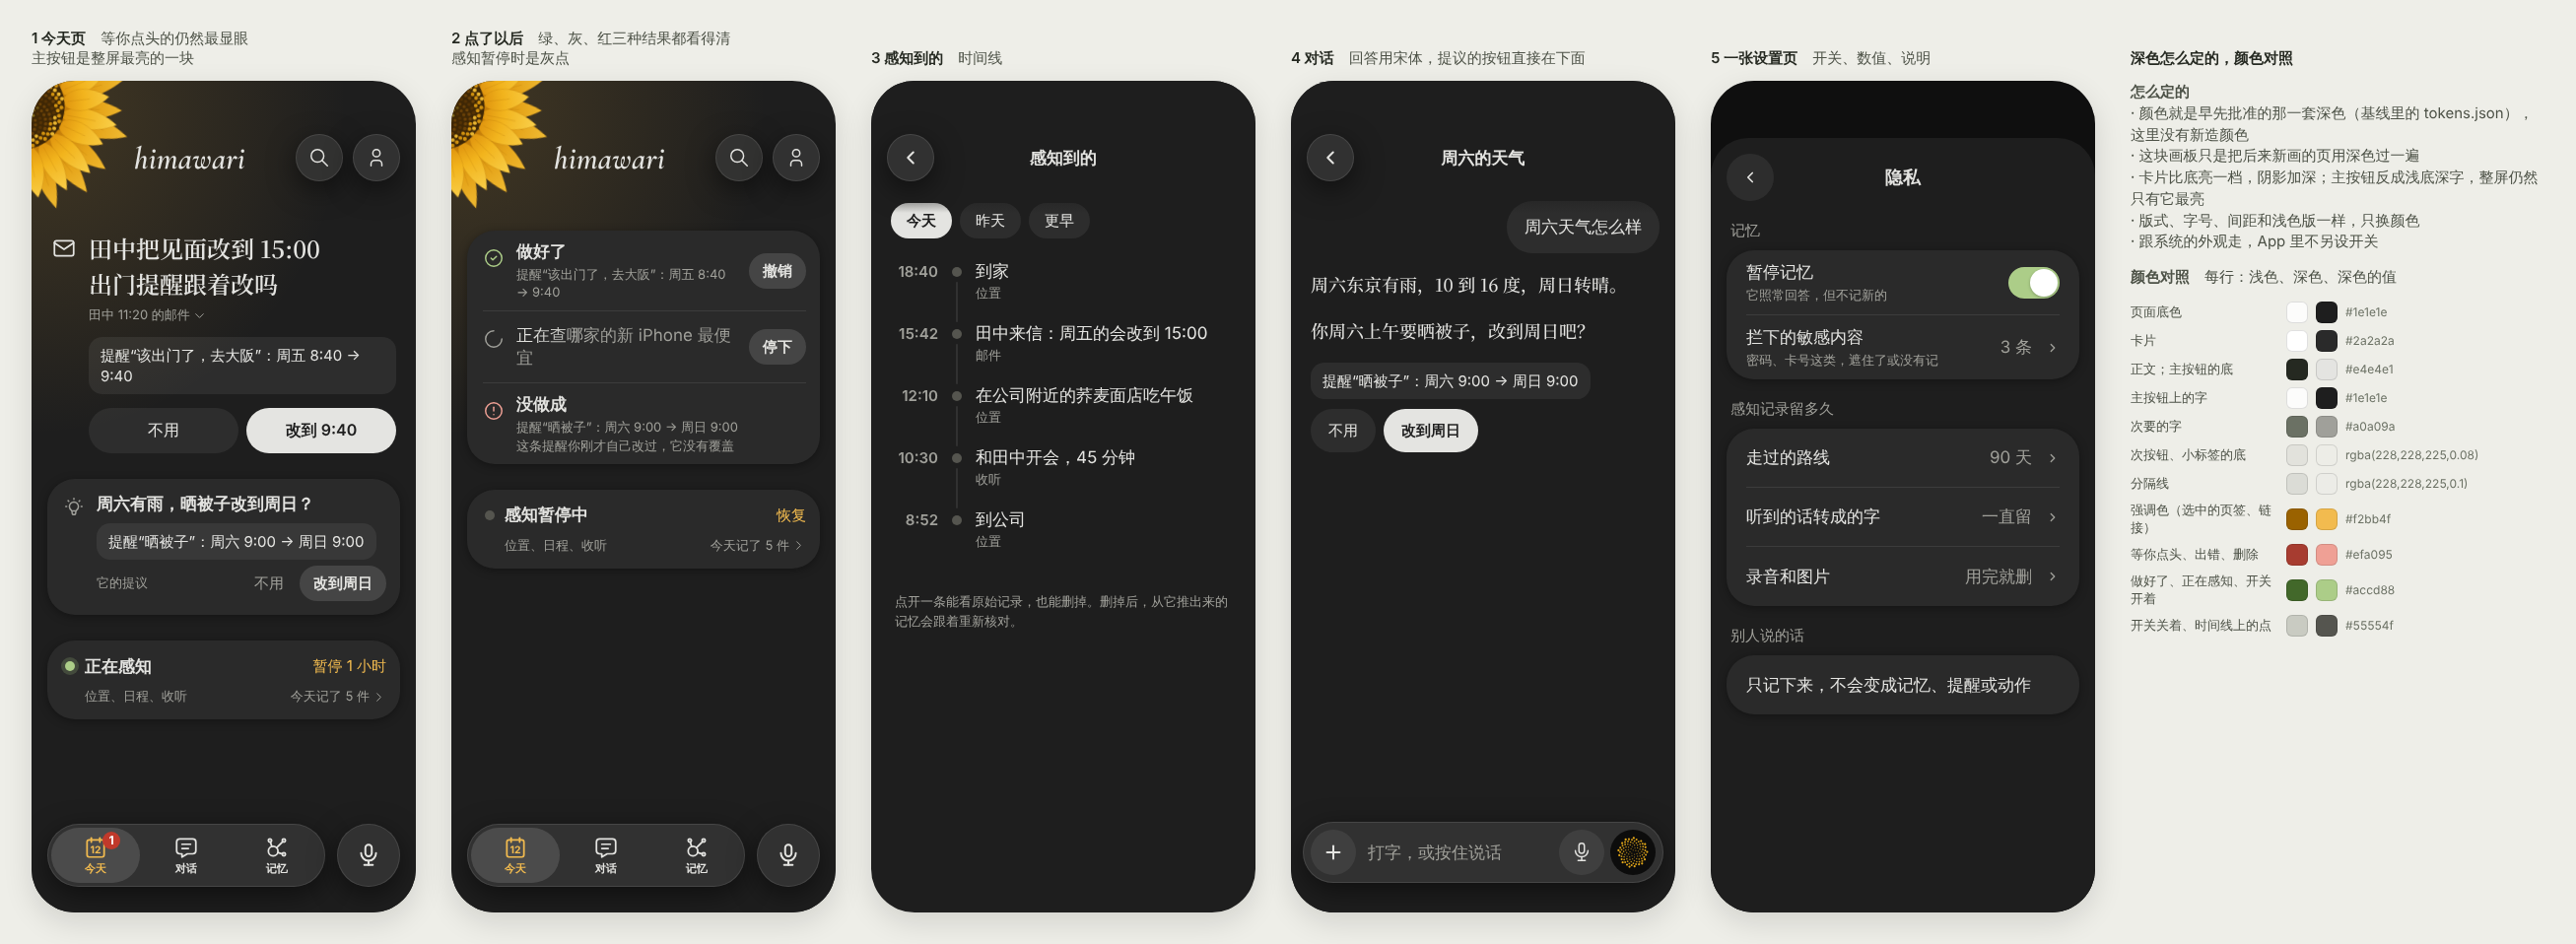 1 今天页 等你点头的仍然最显眼
主按钮是整屏最亮的一块
himawari
田中把见面改到 15:00
出门提醒跟着改吗
田中 11:20 的邮件
提醒“该出门了，去大阪”：周五 8:40 →
9:40
不用
改到 9:40
周六有雨，晒被子改到周日？
提醒“晒被子”：周六 9:00 → 周日 9:00
它的提议
不用
改到周日
正在感知
暂停 1 小时
位置、日程、收听
今天记了 5 件
12
1
今天
对话
记忆
2 点了以后 绿、灰、红三种结果都看得清
感知暂停时是灰点
himawari
做好了
提醒“该出门了，去大阪”：周五 8:40
→ 9:40
撤销
正在查哪家的新 iPhone 最便
宜
停下
没做成
提醒“晒被子”：周六 9:00 → 周日 9:00
这条提醒你刚才自己改过，它没有覆盖
感知暂停中
恢复
位置、日程、收听
今天记了 5 件
12
今天
对话
记忆
3 感知到的 时间线
感知到的
今天
昨天
更早
18:40 到家
位置
15:42 田中来信：周五的会改到 15:00
邮件
12:10 在公司附近的荞麦面店吃午饭
位置
10:30 和田中开会，45 分钟
收听
8:52 到公司
位置
点开一条能看原始记录，也能删掉。删掉后，从它推出来的
记忆会跟着重新核对。
4 对话 回答用宋体，提议的按钮直接在下面
周六的天气
周六天气怎么样
周六东京有雨，10 到 16 度，周日转晴。
你周六上午要晒被子，改到周日吧？
提醒“晒被子”：周六 9:00 → 周日 9:00
不用
改到周日
打字，或按住说话
5 一张设置页 开关、数值、说明
隐私
记忆
暂停记忆
它照常回答，但不记新的
拦下的敏感内容
密码、卡号这类，遮住了或没有记
3 条
感知记录留多久
走过的路线 90 天
听到的话转成的字 一直留
录音和图片 用完就删
别人说的话
只记下来，不会变成记忆、提醒或动作
深色怎么定的，颜色对照
怎么定的
· 颜色就是早先批准的那一套深色（基线里的 tokens.json），
这里没有新造颜色
· 这块画板只是把后来新画的页用深色过一遍
· 卡片比底亮一档，阴影加深；主按钮反成浅底深字，整屏仍然
只有它最亮
· 版式、字号、间距和浅色版一样，只换颜色
· 跟系统的外观走，App 里不另设开关
颜色对照 每行：浅色、深色、深色的值
页面底色 #1e1e1e
卡片 #2a2a2a
正文；主按钮的底 #e4e4e1
主按钮上的字 #1e1e1e
次要的字 #a0a09a
次按钮、小标签的底 rgba(228,228,225,0.08)
分隔线 rgba(228,228,225,0.1)
强调色（选中的页签、链
接） #f2bb4f
等你点头、出错、删除 #efa095
做好了、正在感知、开关
开着 #accd88
开关关着、时间线上的点 #55554f